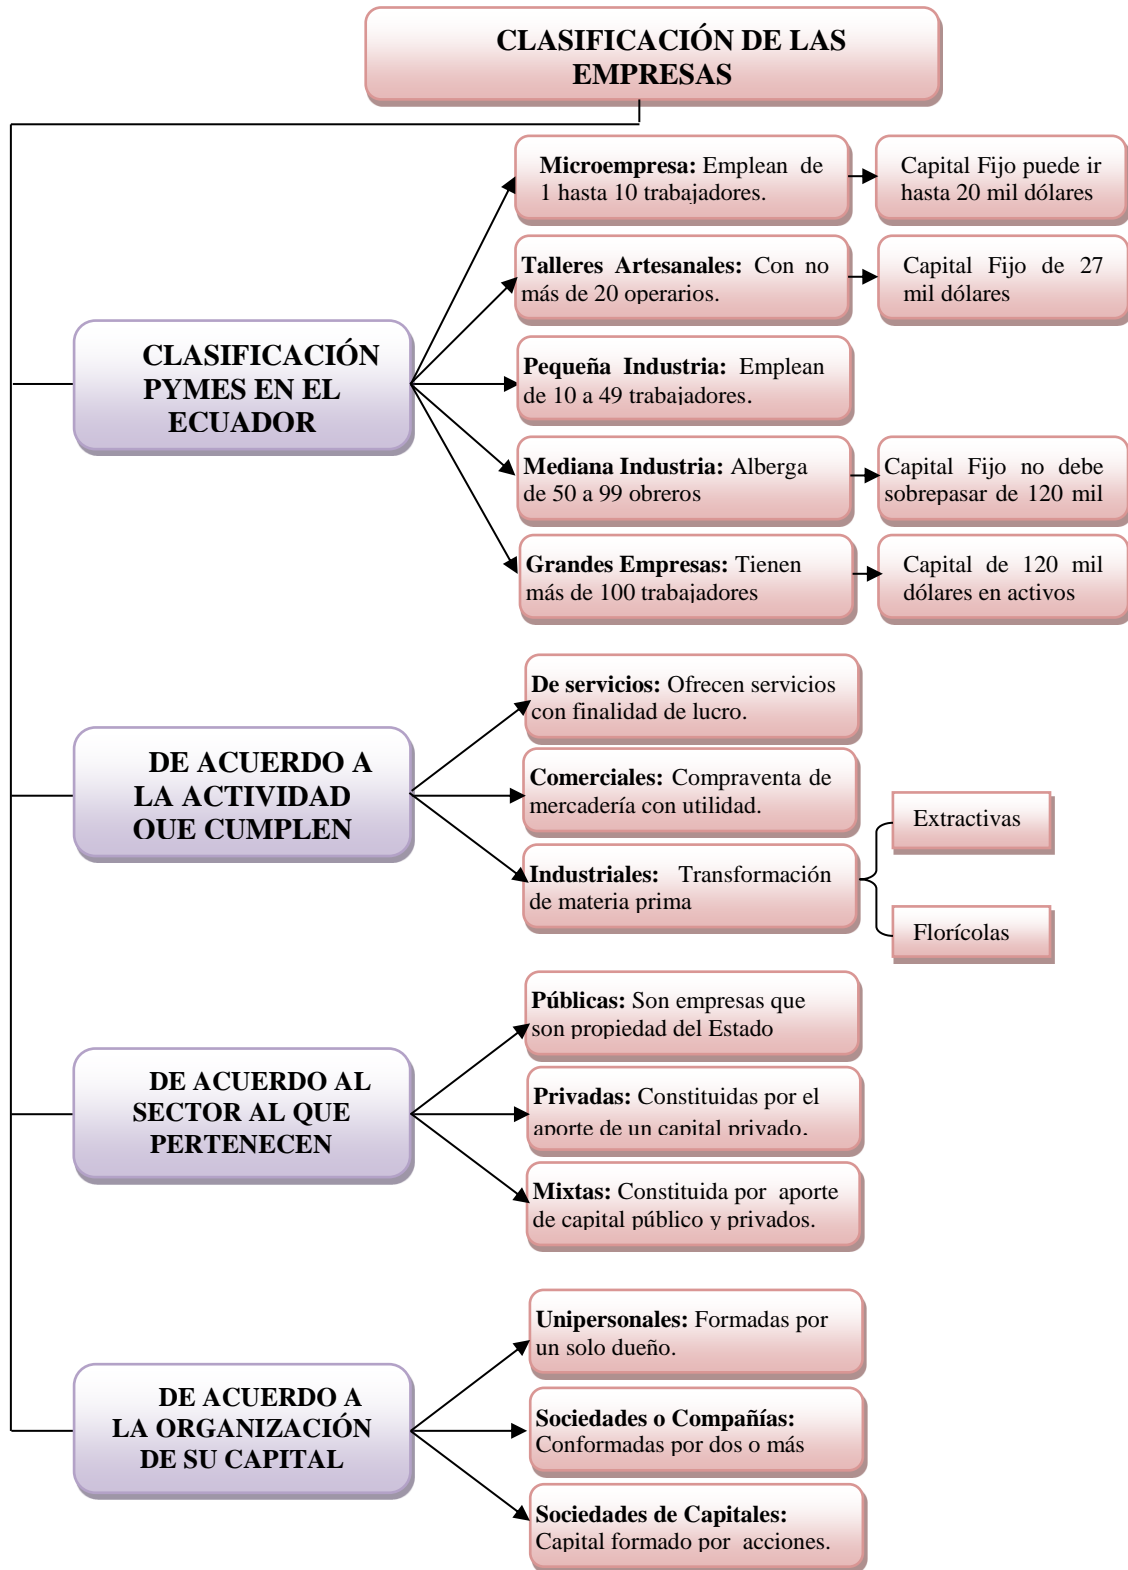 CLASIFICACIÓN DE LAS
EMPRESAS
CLASIFICACIÓN
PYMES EN EL
ECUADOR
Microempresa: Emplean de
1 hasta 10 trabajadores.
Capital Fijo puede ir
hasta 20 mil dólares
Talleres Artesanales: Con no
más de 20 operarios.
Capital Fijo de 27
mil dólares
Pequeña Industria: Emplean
de 10 a 49 trabajadores.
Mediana Industria: Alberga
de 50 a 99 obreros
Capital Fijo no debe
sobrepasar de 120 mil
Grandes Empresas: Tienen
más de 100 trabajadores
Capital de 120 mil
dólares en activos
DE ACUERDO A
LA ACTIVIDAD
QUE CUMPLEN
De servicios: Ofrecen servicios
con finalidad de lucro.
Comerciales: Compraventa de
mercadería con utilidad.
Industriales: Transformación
de materia prima
Extractivas
Florícolas
DE ACUERDO AL
SECTOR AL QUE
PERTENECEN
Públicas: Son empresas que
son propiedad del Estado
Privadas: Constituidas por el
aporte de un capital privado.
Mixtas: Constituida por aporte
de capital público y privados.
DE ACUERDO A
LA ORGANIZACIÓN
DE SU CAPITAL
Unipersonales: Formadas por
un solo dueño.
Sociedades o Compañías:
Conformadas por dos o más
Sociedades de Capitales:
Capital formado por acciones.